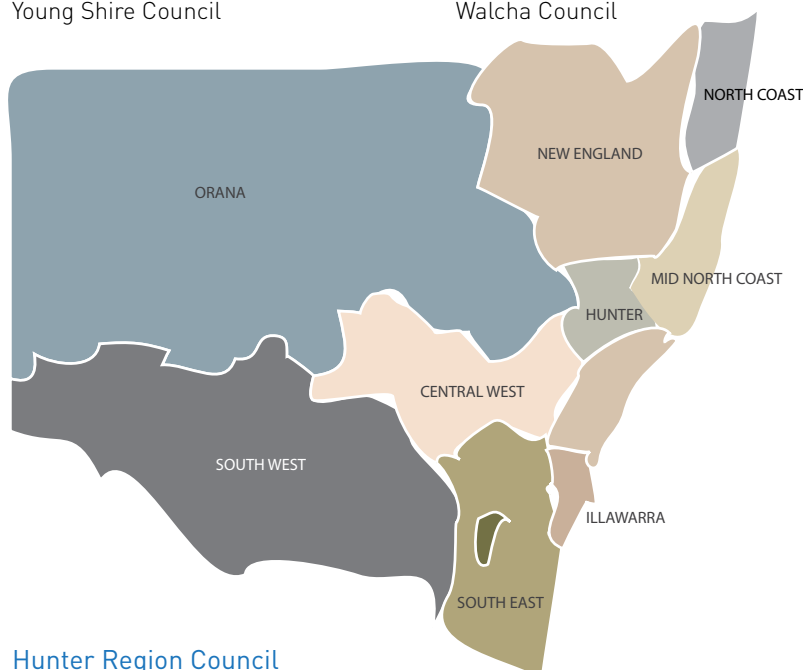 Young Shire Council
Walcha Council
NORTH COAST
NEW ENGLAND
ORANA
MID NORTH COAST
HUNTER
CENTRAL WEST
SOUTH WEST
ILLAWARRA
SOUTH EAST
Hunter Region Council